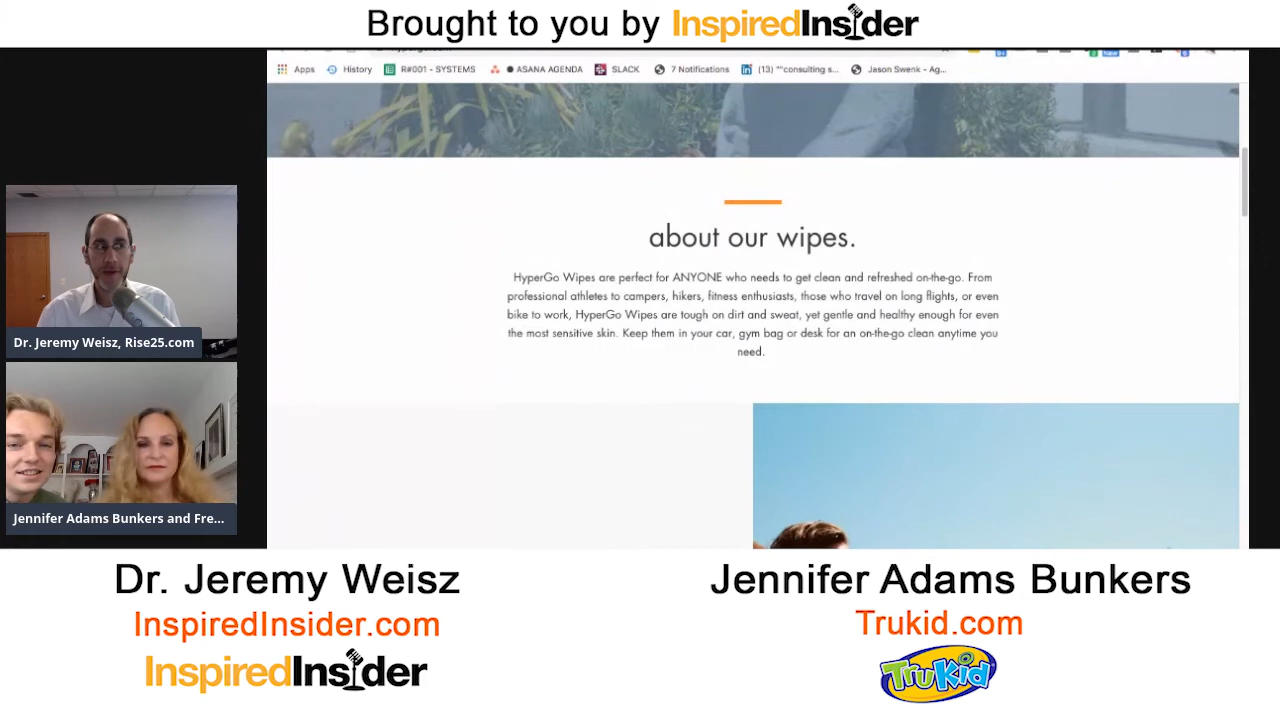 Brought to you by InspiredInsider
Apps History R#001 - SYSTEMS ASANA AGENDA SLACK 7 Notifications (13) "“consulting s... Jason Swenk - Ag...
about our wipes.
HyperGo Wipes are perfect for ANYONE who needs to get clean and refreshed on-the-go. From
professional athletes to campers, hikers, fitness enthusiasts, those who travel on long flights, or even
bike to work, HyperGo Wipes are tough on dirt and sweat, yet gentle and healthy enough for even
the most sensitive skin. Keep them in your car, gym bag or desk for an on-the-go clean anytime you
need.
Dr. Jeremy Weisz, Rise25.com
Jennifer Adams Bunkers and Fre...
Dr. Jeremy Weisz
InspiredInsider.com
InspiredInsider
Jennifer Adams Bunkers
Trukid.com
TruKid